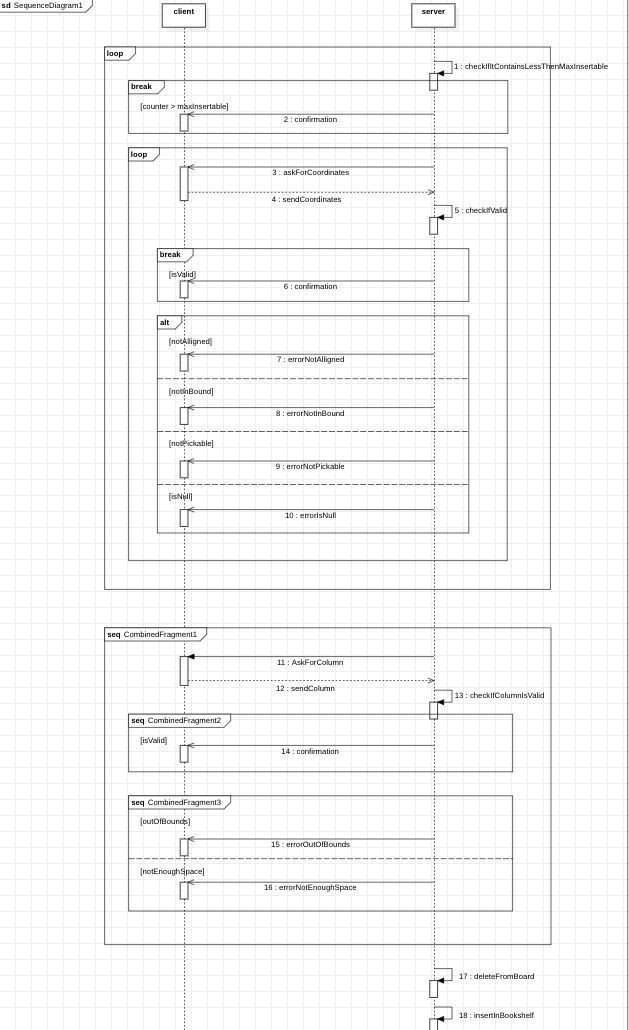 sd SequenceDiagram1
client
server
loop
1 : checkIfItContainsLessThenMaxInsertable
break
[counter > maxInsertable]
2 : confirmation
loop
3 : askForCoordinates
4 : sendCoordinates
5 : checkIfValid
break
[isValid]
6 : confirmation
alt
[notAlligned]
7 : errorNotAlligned
[notInBound]
8 : errorNotInBound
[notPickable]
9 : errorNotPickable
[isNull]
10 : errorIsNull
seq CombinedFragment1
11 : AskForColumn
12 : sendColumn
13 : checkIfColumnIsValid
seq CombinedFragment2
[isValid]
14 : confirmation
seq CombinedFragment3
[outOfBounds]
15 : errorOutOfBounds
[notEnoughSpace]
16 : errorNotEnoughSpace
17 : deleteFromBoard
18 : insertInBookshelf